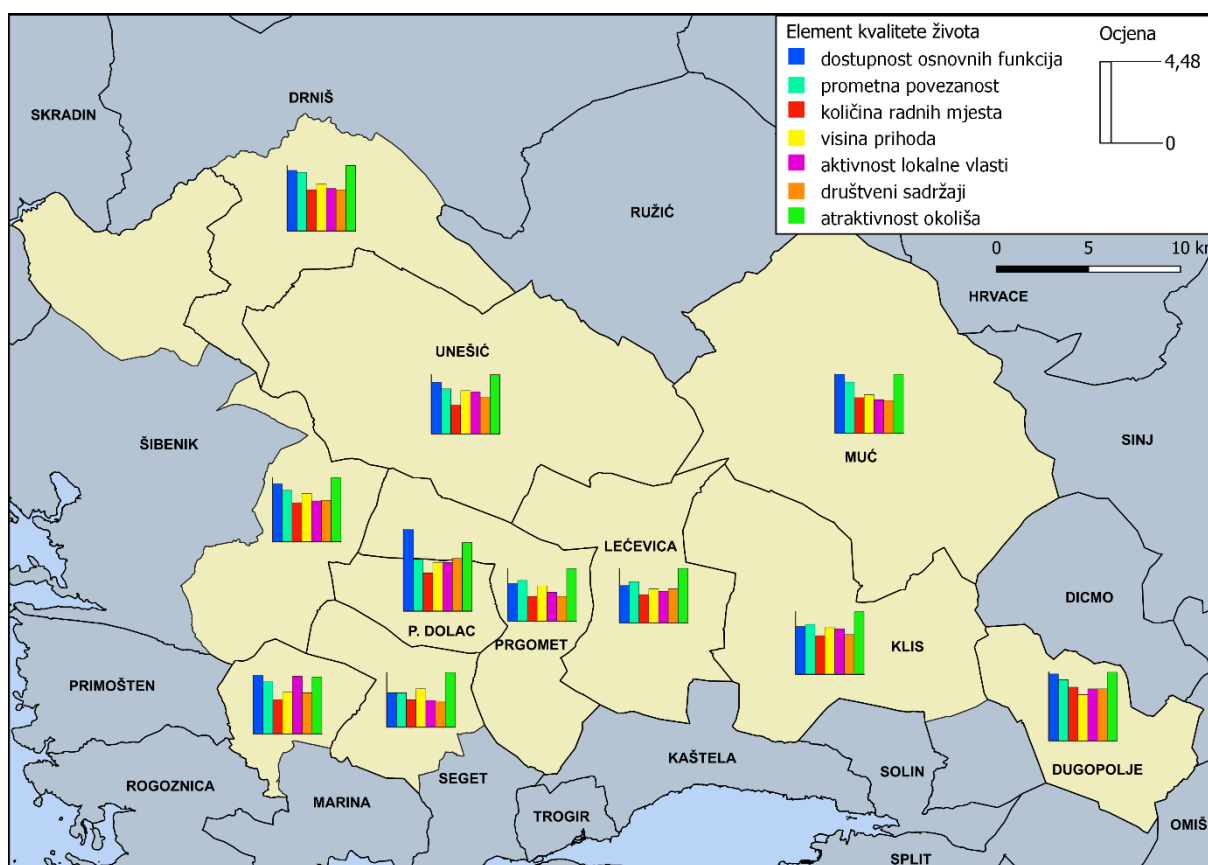 Element kvalitete života
dostupnost osnovnih funkcija
prometna povezanost
količina radnih mjesta
visina prihoda
aktivnost lokalne vlasti
društveni sadržaji
atraktivnost okoliša
Ocjena
4,48
0
0 5 10 km
SKRADIN
DRNIŠ
RUŽIĆ
HRVACE
UNEŠIĆ
ŠIBENIK
MUĆ
SINJ
LEĆEVICA
DICMO
P. DOLAC
PRGOMET
KLIS
PRIMOŠTEN
DUGOPOLJE
KAŠTELA
SOLIN
SEGET
ROGOZNICA
MARINA
TROGIR
OMIŠ
SPLIT